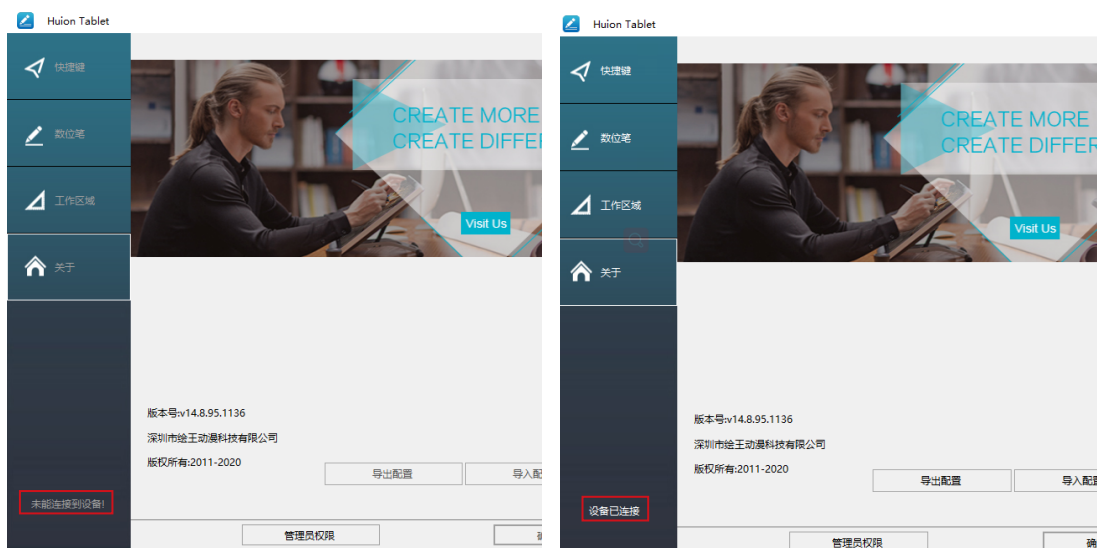 Huion Tablet
快捷键
数位笔
工作区域
关于
CREATE MORE
CREATE DIFFE
Visit Us
版本号:v14.8.95.1136
深圳市绘王动漫科技有限公司
版权所有:2011-2020
导出配置
导入配
未能连接到设备!
管理员权限
Huion Tablet
快捷键
数位笔
工作区域
关于
CREATE MORE
CREATE DIFFER
Visit Us
版本号:v14.8.95.1136
深圳市绘王动漫科技有限公司
版权所有:2011-2020
导出配置
导入配
设备已连接
管理员权限
确